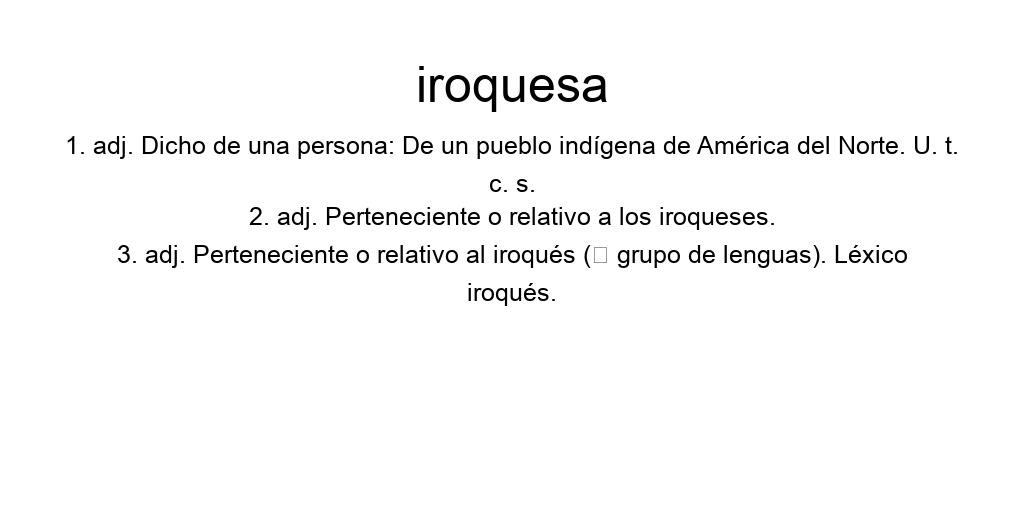 iroquesa
1. adj. Dicho de una persona: De un pueblo indígena de América del Norte. U. t.
c. s.
2. adj. Perteneciente o relativo a los iroqueses.
3. adj. Perteneciente o relativo al iroqués (□ grupo de lenguas). Léxico
iroqués.